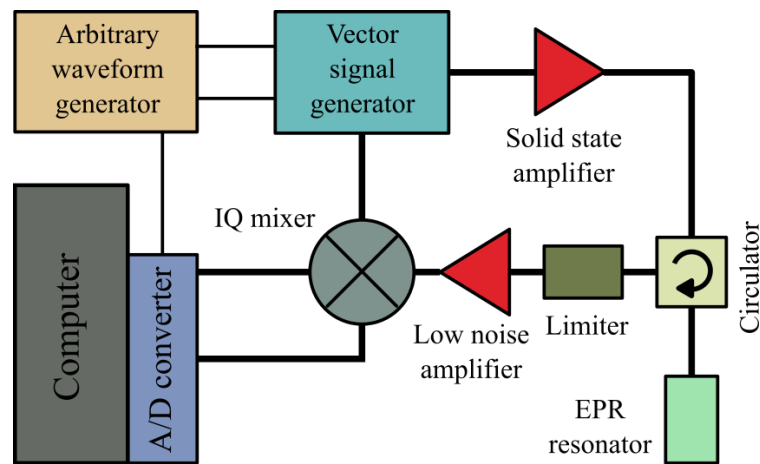 Arbitrary
waveform
generator
Vector
signal
generator
Solid state
amplifier
IQ mixer
Computer
A/D converter
Low noise
amplifier
Limiter
Circulator
EPR
resonator